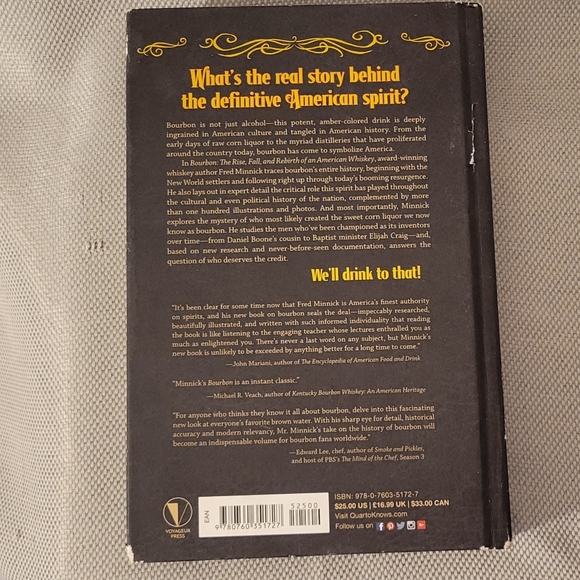 What's the real story behind
the definitive American spirit?
Bourbon is not just alcohol—this potent, amber-colored drink is deeply
ingrained in American culture and tangled in American history. From the
early days of raw corn liquor to the myriad distilleries that have proliferated
around the country today, bourbon has come to symbolize America.
In Bourbon: The Rise, Fall, and Rebirth of an American Whiskey, award-winning
whiskey author Fred Minnick traces bourbon's entire history, beginning with the
New World settlers and following right up through today's booming resurgence.
He also lays out in expert detail the critical role this spirit has played throughout
the cultural and even political history of the nation, complemented by more
than one hundred illustrations and photos. And most importantly, Minnick
explores the mystery of who most likely created the sweet corn liquor we now
know as bourbon. He studies the men who've been championed as its inventors
over time—from Daniel Boone's cousin to Baptist minister Elijah Craig—and,
based on new research and never-before-seen documentation, answers the
question of who deserves the credit.
We'll drink to that!
"It's been clear for some time now that Fred Minnick is America's finest authority
on spirits, and his new book on bourbon seals the deal—impeccably researched,
beautifully illustrated, and written with such informed individuality that reading
the book is like listening to the engaging teacher whose lectures enthralled you as
much as enlightened you. There's never a last word on any subject, but Minnick's
new book is unlikely to be exceeded by anything better for a long time to come."
—John Mariani, author of The Encyclopedia of American Food and Drink
"Minnick's Bourbon is an instant classic."
—Michael R. Veach, author of Kentucky Bourbon Whiskey: An American Heritage
"For anyone who thinks they know it all about bourbon, delve into this fascinating
new look at everyone's favorite brown water. With his sharp eye for detail, historical
accuracy and modern relevancy, Mr. Minnick's take on the history of bourbon will
become an indispensable volume for bourbon fans worldwide."
—Edward Lee, chef, author of Smoke and Pickles,
and host of PBS's The Mind of the Chef, Season 3
VOYAGEUR
PRESS
EAN
52500
9 780760 351727
ISBN: 978-0-7603-5172-7
$25.00 US | £16.99 UK | $33.00 CAN
Visit QuartoKnows.com
Follow us on